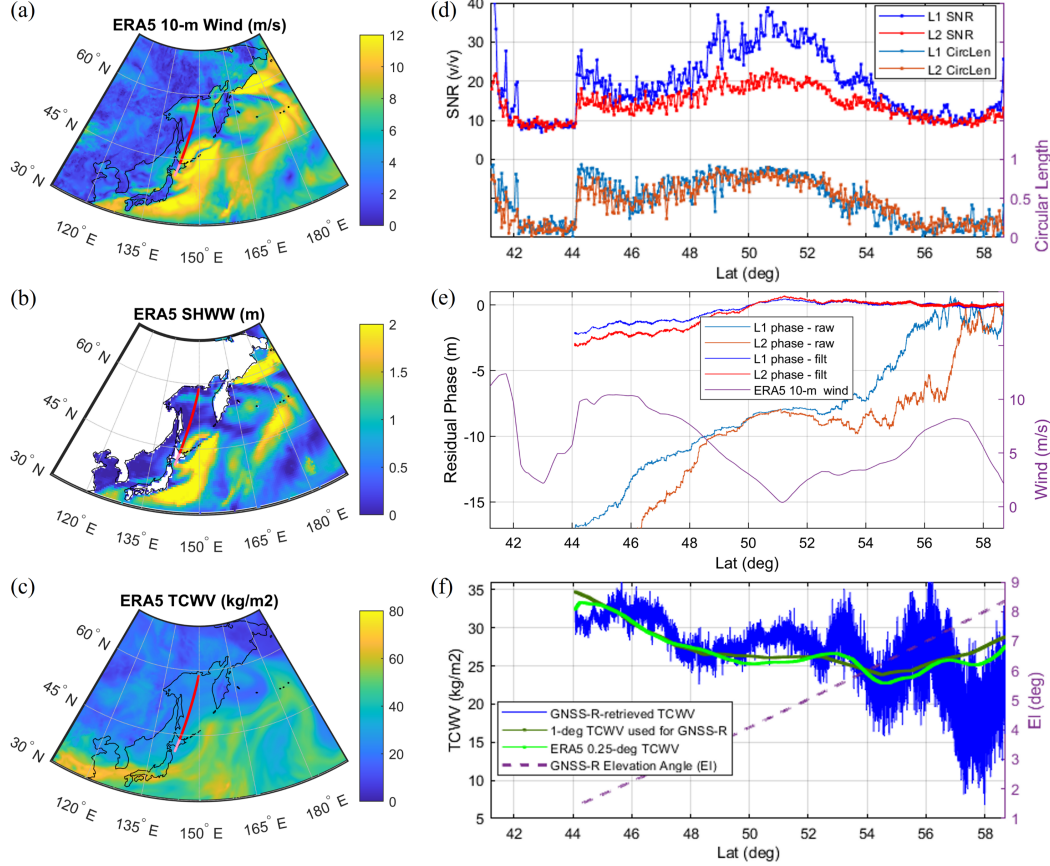 (a)
ERA5 10-m Wind (m/s)
60° N
45° N
30° N
120° E
135° E
150° E
165° E
180° E
12
10
8
6
4
2
0
(b)
ERA5 SHWW (m)
60° N
45° N
30° N
120° E
135° E
150° E
165° E
180° E
2
1.5
1
0.5
0
(c)
ERA5 TCWV (kg/m2)
60° N
45° N
30° N
120° E
135° E
150° E
165° E
180° E
80
60
40
20
0
(d)
SNR (v/v)
40
30
20
10
0
L1 SNR
L2 SNR
L1 CircLen
L2 CircLen
1
0.5
0
Circular Length
42 44 46 48 50 52 54 56 58
Lat (deg)
(e)
Residual Phase (m)
0
-5
-10
-15
L1 phase - raw
L2 phase - raw
L1 phase - filt
L2 phase - filt
ERA5 10-m wind
10
5
0
Wind (m/s)
42 44 46 48 50 52 54 56 58
Lat (deg)
(f)
TCWV (kg/m2)
35
30
25
20
15
10
5
GNSS-R-retrieved TCWV
1-deg TCWV used for GNSS-R
ERA5 0.25-deg TCWV
GNSS-R Elevation Angle (El)
9
8
7
6
5
4
3
2
1
El (deg)
42 44 46 48 50 52 54 56 58
Lat (deg)